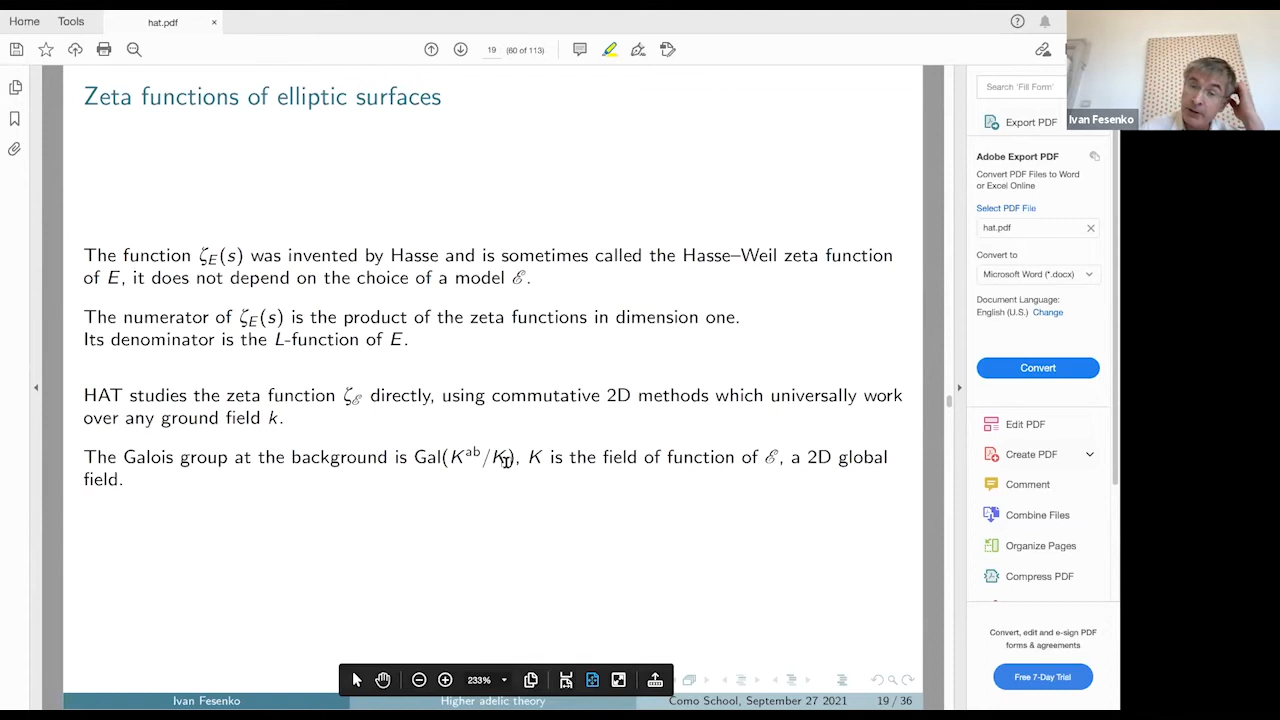 Home Tools hat.pdf ×
19 (60 of 113)
Search 'Fill Form'
Ivan Fesenko
Export PDF
Adobe Export PDF
Convert PDF Files to Word
or Excel Online
Select PDF File
hat.pdf
Convert to
Microsoft Word (*.docx)
Document Language:
English (U.S.) Change
Convert
Edit PDF
Create PDF
Comment
Combine Files
Organize Pages
Compress PDF
Convert, edit and e-sign PDF
forms & agreements
Free 7-Day Trial
Zeta functions of elliptic surfaces
The function ζ_E(s) was invented by Hasse and is sometimes called the Hasse–Weil zeta function
of E, it does not depend on the choice of a model ℰ.
The numerator of ζ_E(s) is the product of the zeta functions in dimension one.
Its denominator is the L-function of E.
HAT studies the zeta function ζ_ℰ directly, using commutative 2D methods which universally work
over any ground field k.
The Galois group at the background is Gal(K^ab/K), K is the field of function of ℰ, a 2D global
field.
233%
Ivan Fesenko Higher adelic theory Como School, September 27 2021 19 / 36